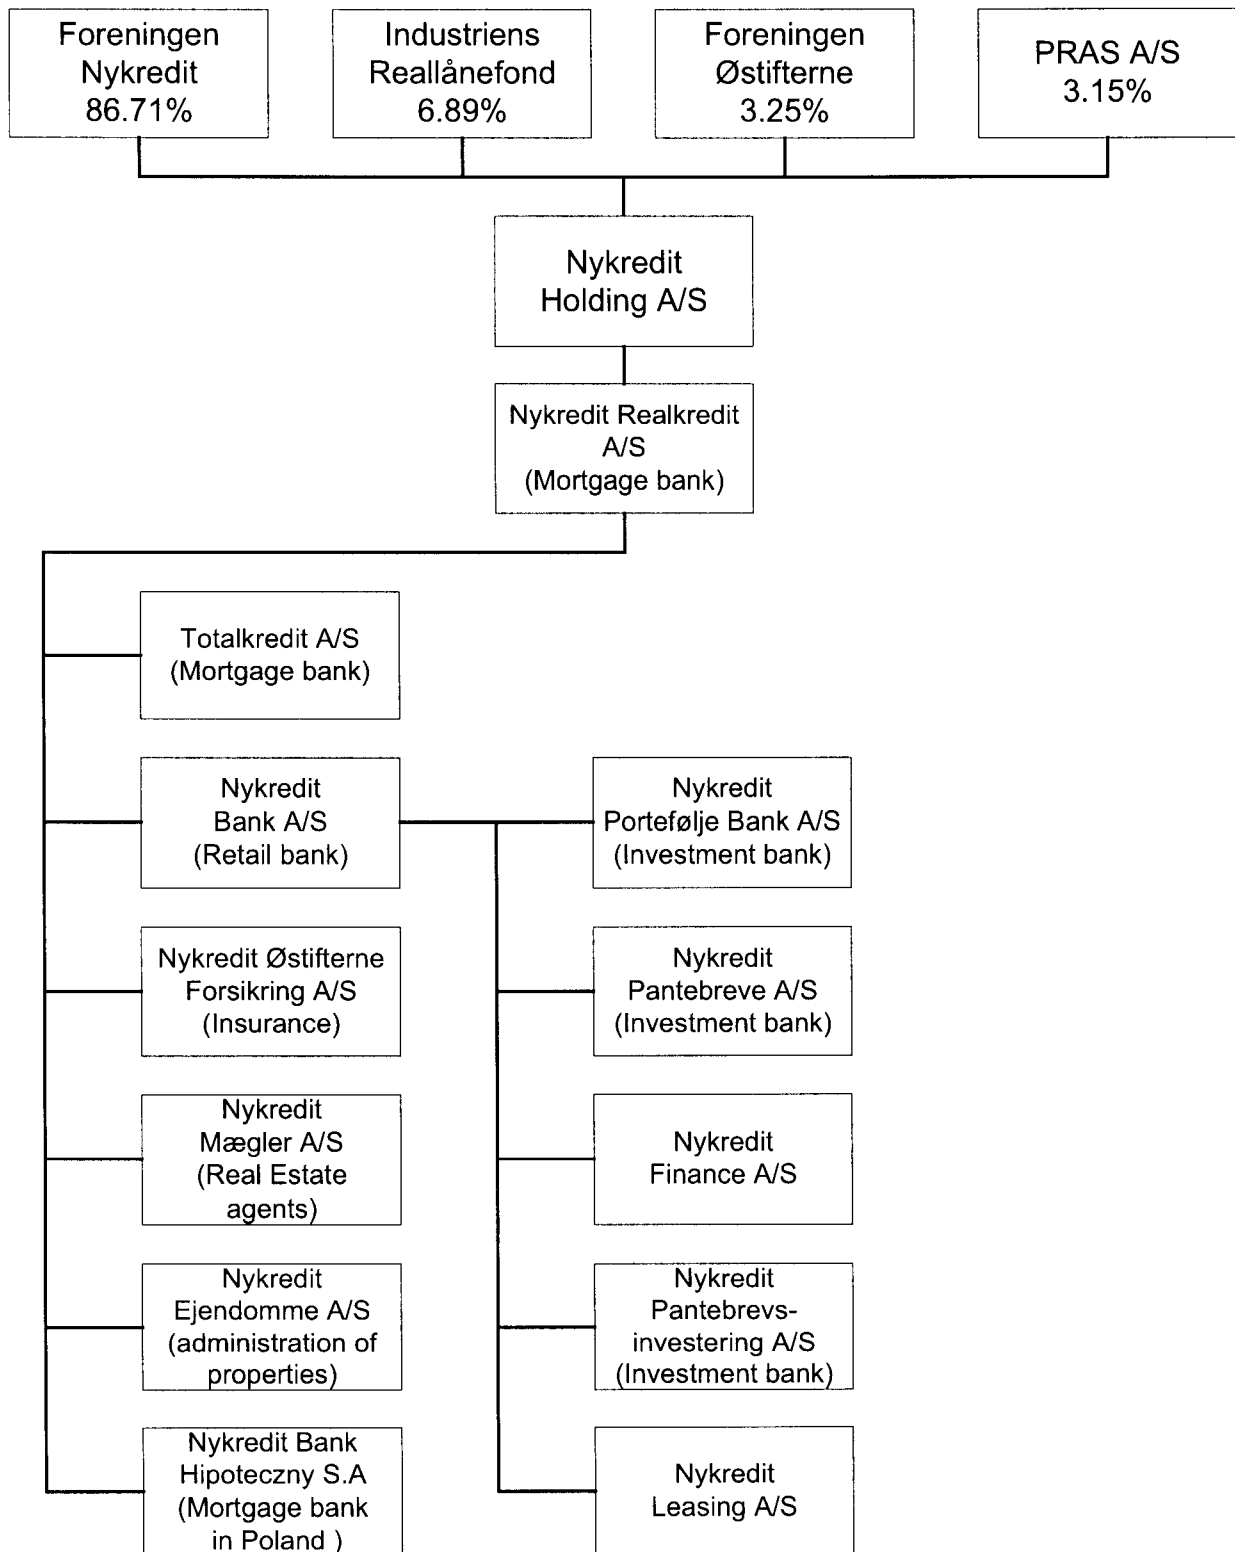 Foreningen
Nykredit
86.71%
Industriens
Reallånefond
6.89%
Foreningen
Østifterne
3.25%
PRAS A/S
3.15%
Nykredit
Holding A/S
Nykredit Realkredit
A/S
(Mortgage bank)
Totalkredit A/S
(Mortgage bank)
Nykredit
Bank A/S
(Retail bank)
Nykredit
Portefølje Bank A/S
(Investment bank)
Nykredit Østifterne
Forsikring A/S
(Insurance)
Nykredit
Pantebreve A/S
(Investment bank)
Nykredit
Mægler A/S
(Real Estate
agents)
Nykredit
Finance A/S
Nykredit
Ejendomme A/S
(administration of
properties)
Nykredit
Pantebrevs-
investering A/S
(Investment bank)
Nykredit Bank
Hipoteczny S.A
(Mortgage bank
in Poland )
Nykredit
Leasing A/S